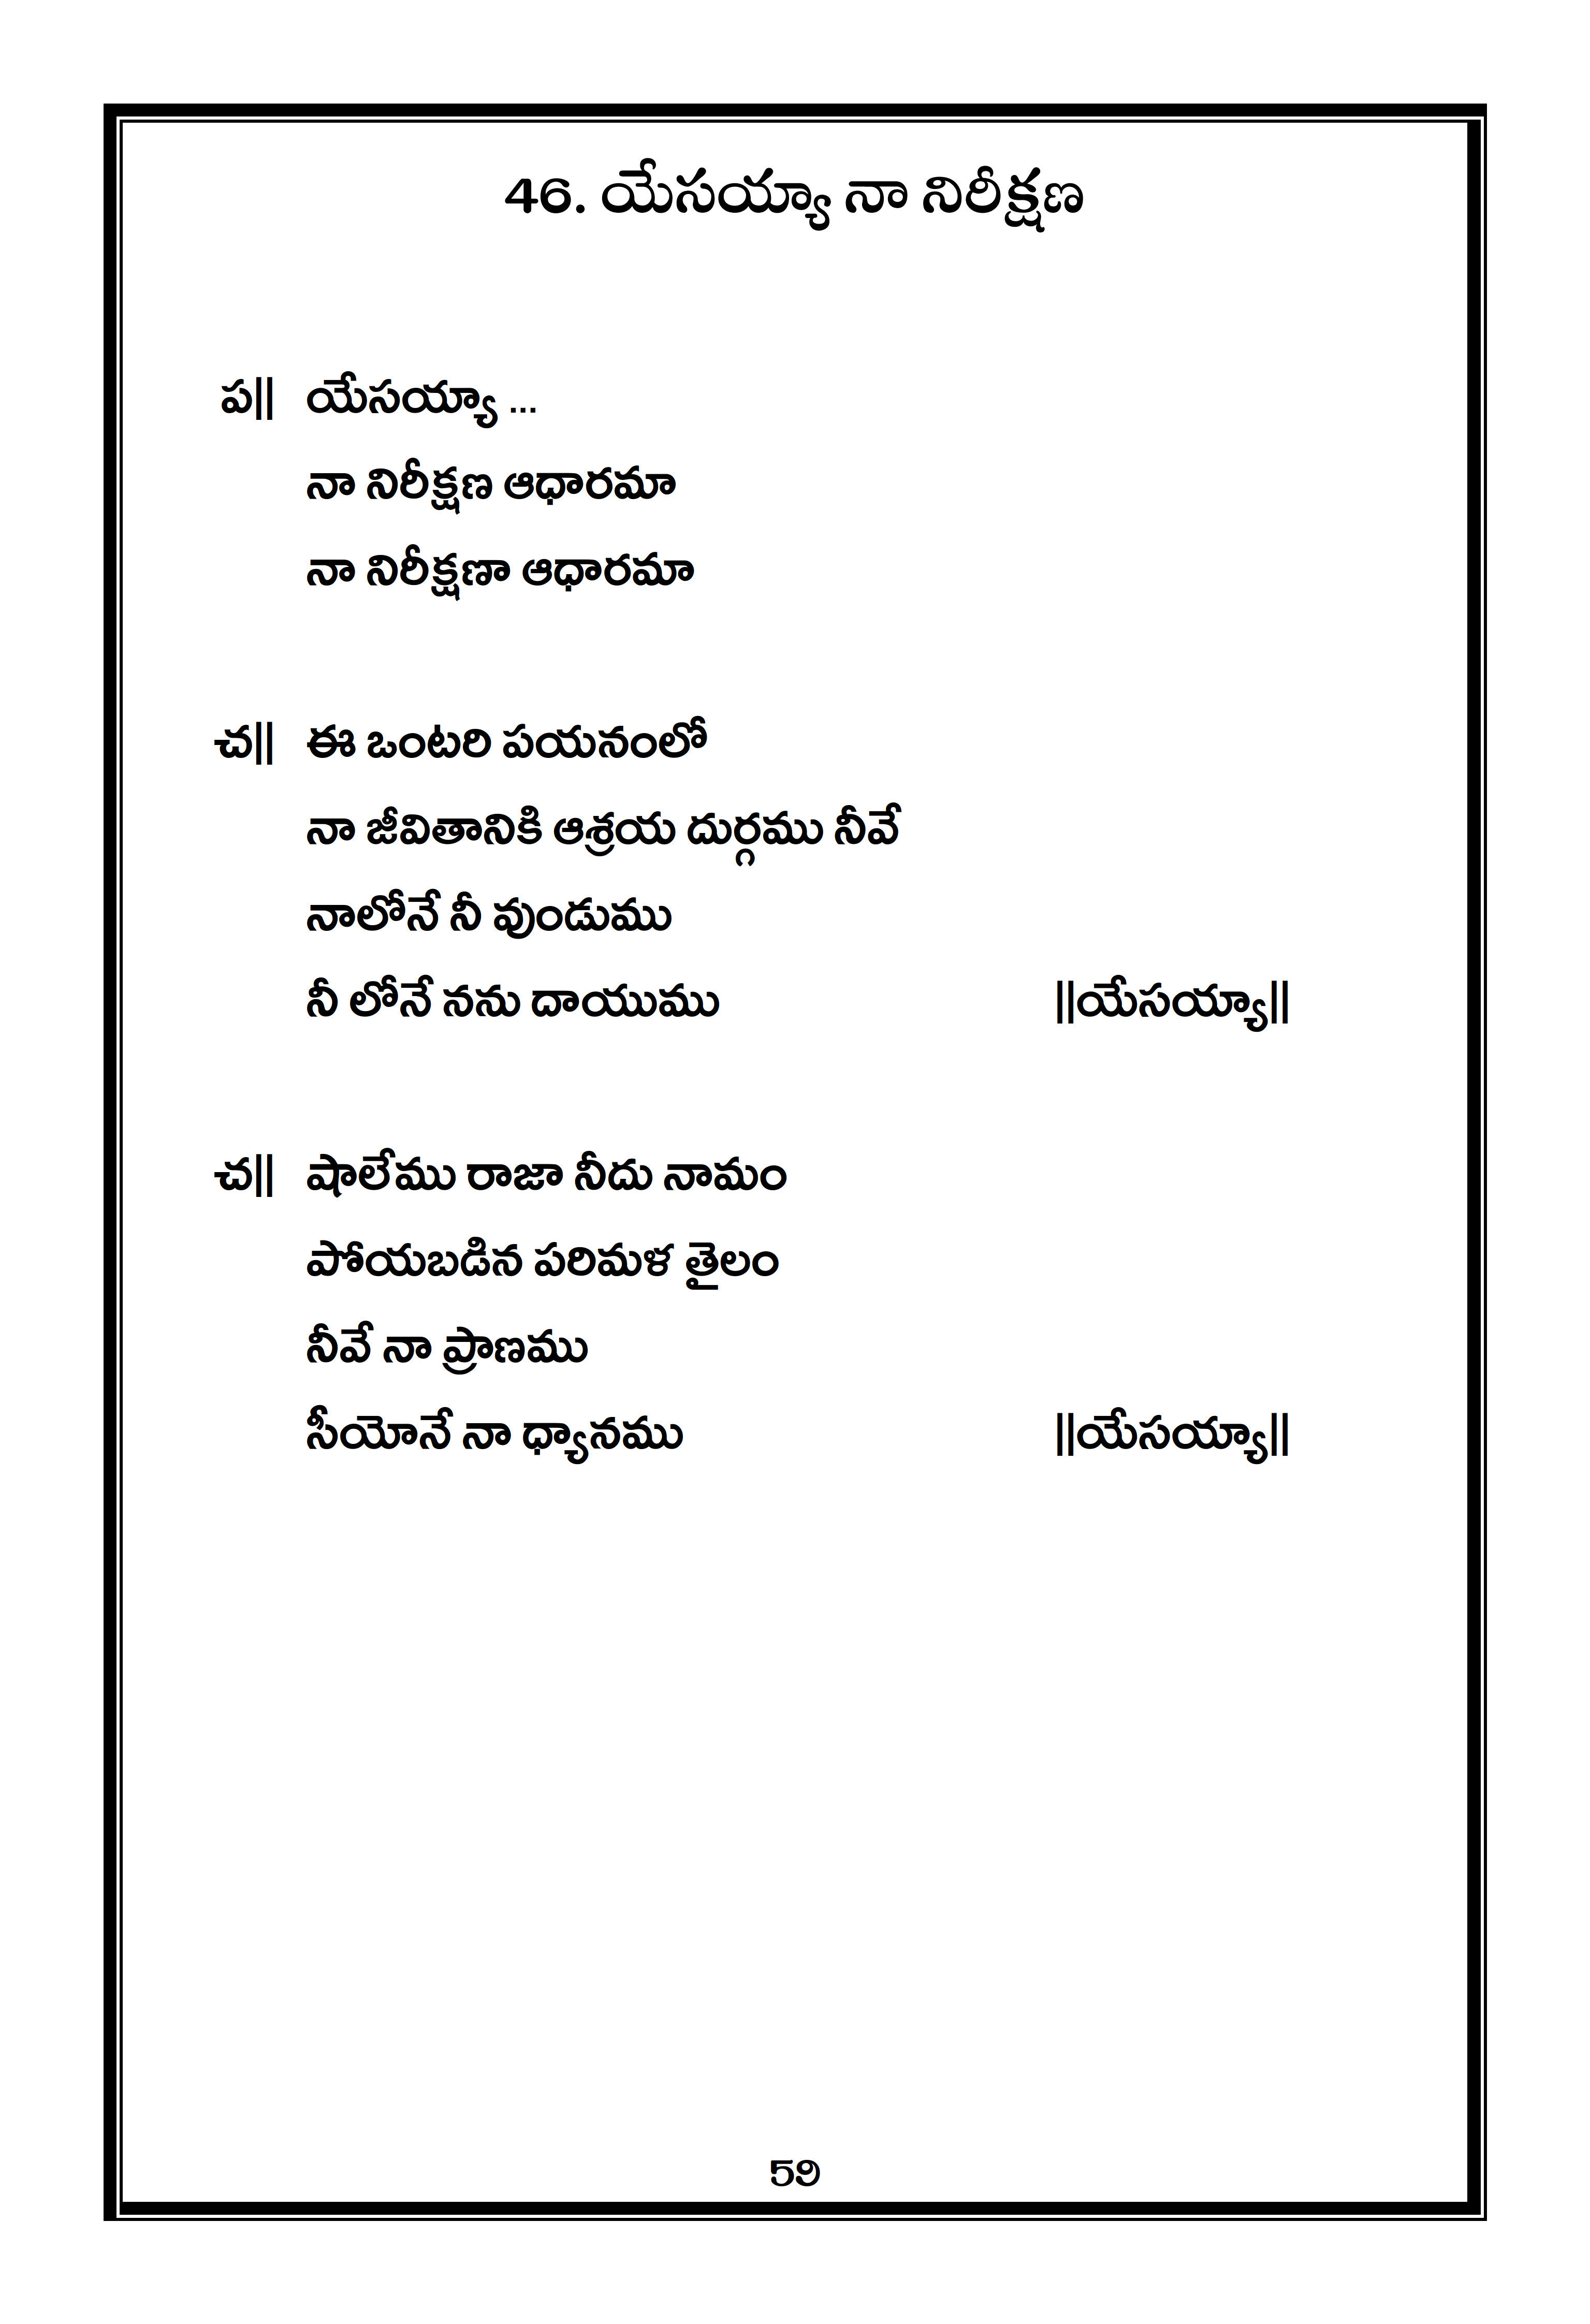 46. యేసయ్యా నా నిరీక్షణ
ప|| యేసయ్యా ...
నా నిరీక్షణ ఆధారమా
నా నిరీక్షణా ఆధారమా
చ|| ఈ ఒంటరి పయనంలో
నా జీవితానికి ఆశ్రయ దుర్గము నీవే
నాలోనే నీ వుండుము
నీ లోనే నను దాయుము ||యేసయ్యా||
చ|| షాలేము రాజా నీదు నామం
పోయబడిన పరిమళ తైలం
నీవే నా ప్రాణము
సీయోనే నా ధ్యానము ||యేసయ్యా||
59